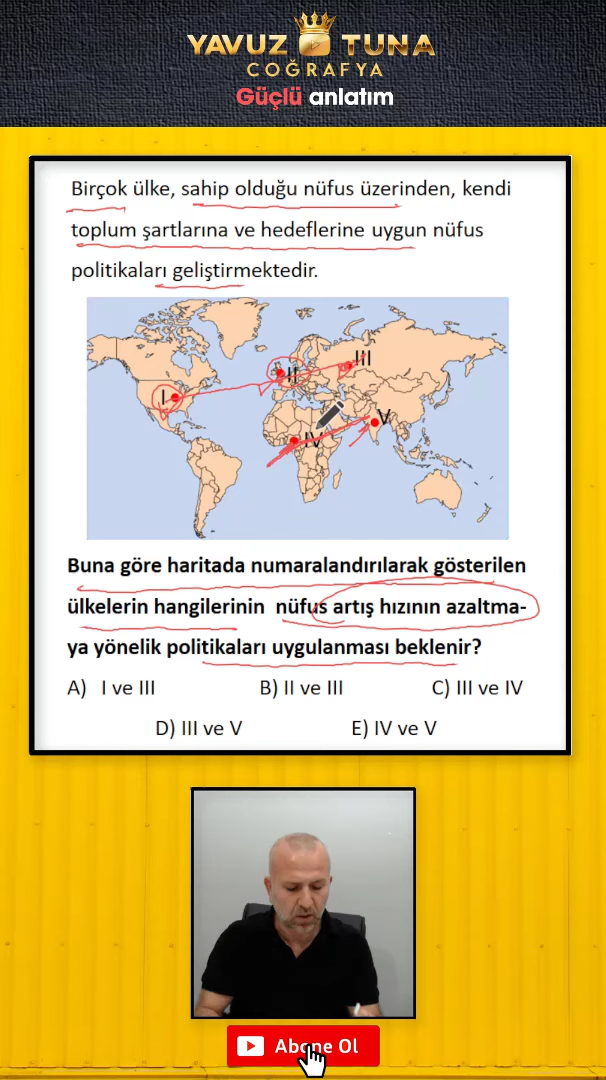 YAVUZ TUNA
COĞRAFYA
Güçlü anlatım
Birçok ülke, sahip olduğu nüfus üzerinden, kendi
toplum şartlarına ve hedeflerine uygun nüfus
politikaları geliştirmektedir.
III
II
I
V
IV
Buna göre haritada numaralandırılarak gösterilen
ülkelerin hangilerinin nüfus artış hızının azaltma-
ya yönelik politikaları uygulanması beklenir?
A) I ve III B) II ve III C) III ve IV
D) III ve V E) IV ve V
Abone Ol